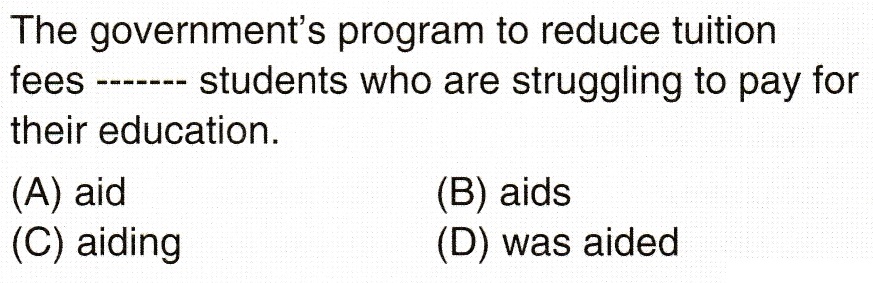 The government's program to reduce tuition
fees ------- students who are struggling to pay for
their education.
(A) aid (B) aids
(C) aiding (D) was aided